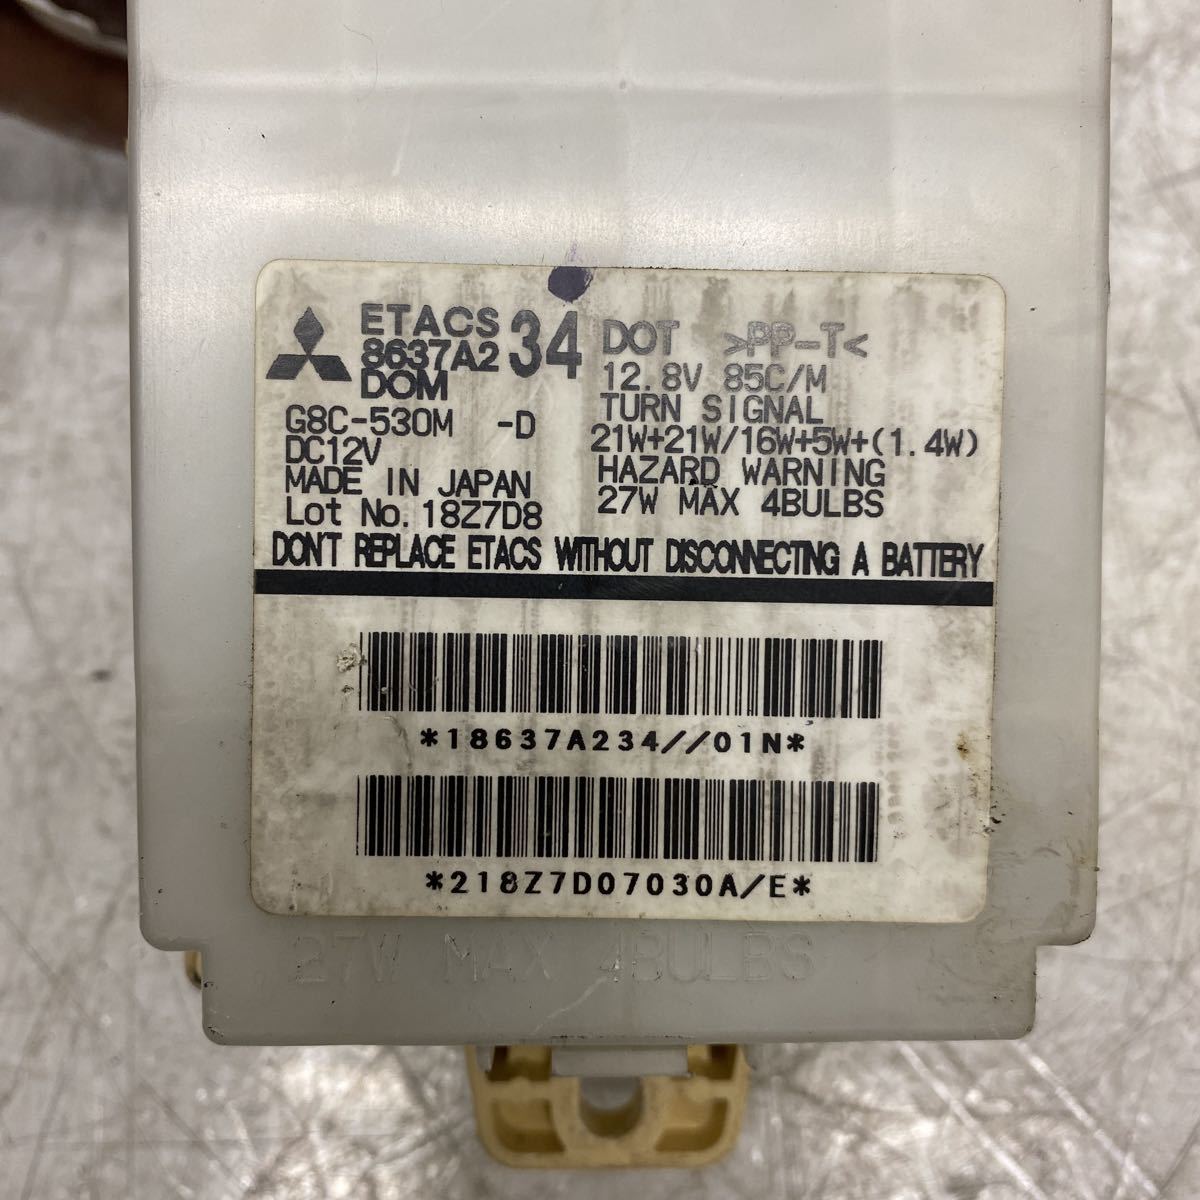 ETACS
8637A2 34
DOM
G8C-530M -D
DC12V
MADE IN JAPAN
Lot No. 18Z7D8
DOT >PP-T<
12.8V 85C/M
TURN SIGNAL
21W+21W/16W+5W+(1.4W)
HAZARD WARNING
27W MAX 4BULBS
DON'T REPLACE ETACS WITHOUT DISCONNECTING A BATTERY
*18637A234//01N*
*218Z7D07030A/E*
27W MAX 4BULBS